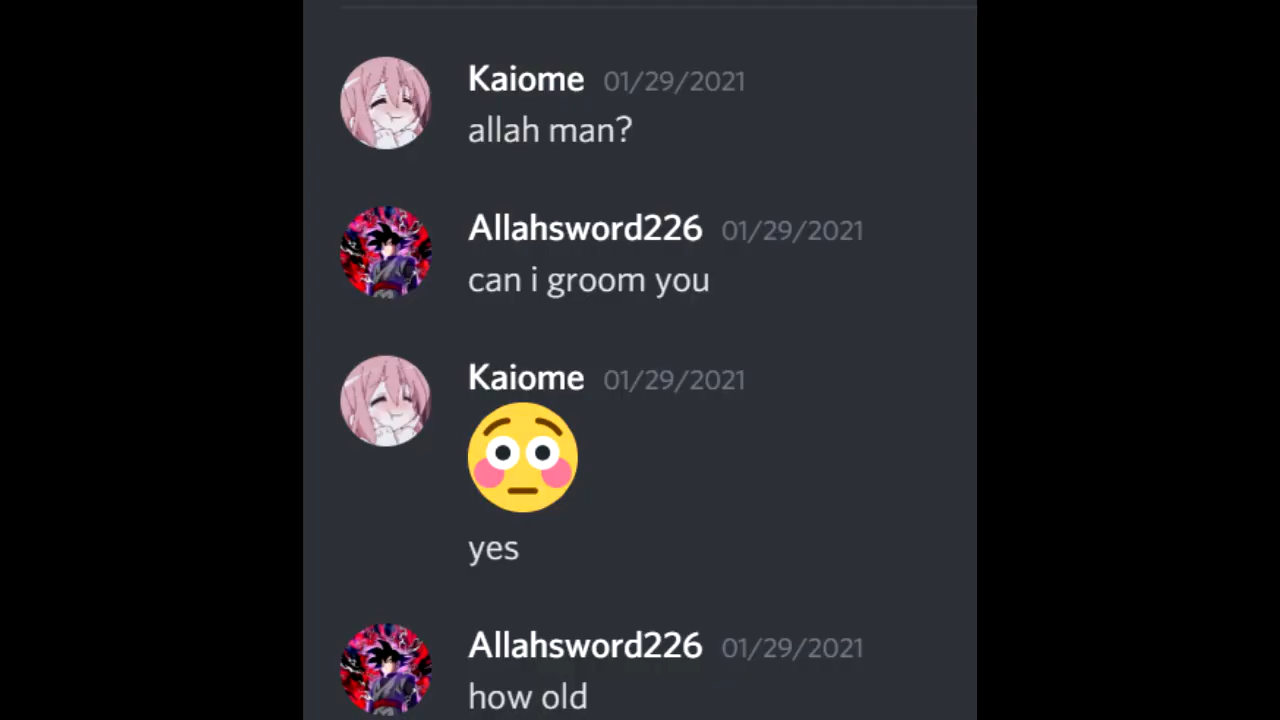 Kaiome 01/29/2021
allah man?
Allahsword226 01/29/2021
can i groom you
Kaiome 01/29/2021
yes
Allahsword226 01/29/2021
how old